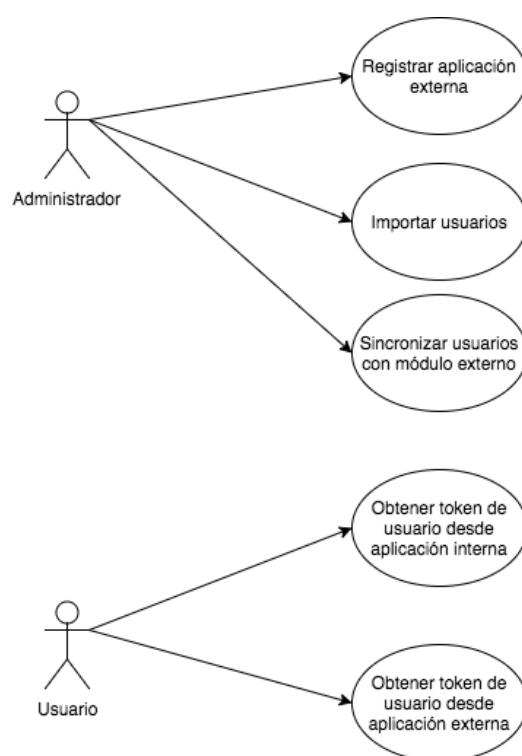 Registrar aplicación
externa
Administrador
Importar usuarios
Sincronizar usuarios
con módulo externo
Obtener token de
usuario desde
aplicación interna
Usuario
Obtener token de
usuario desde
aplicación externa